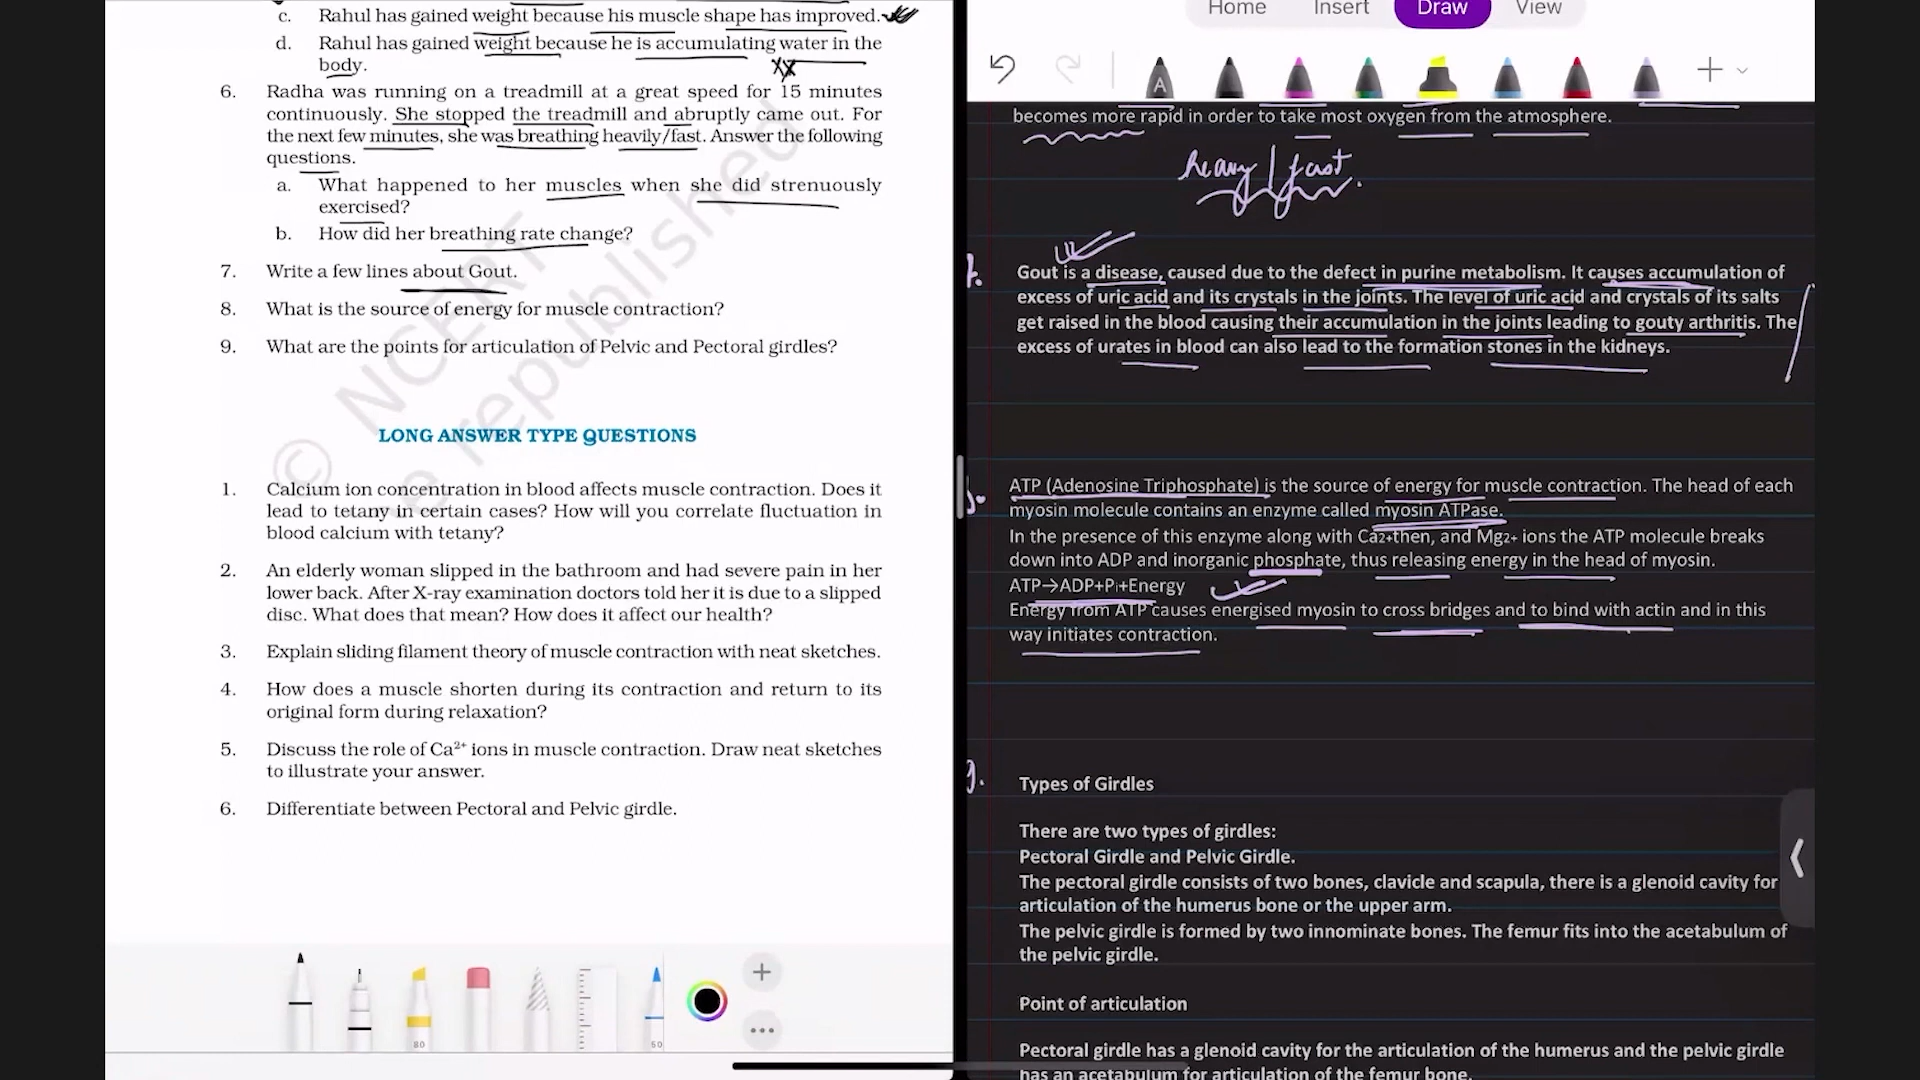 c. Rahul has gained weight because his muscle shape has improved.
d. Rahul has gained weight because he is accumulating water in the
body.
6. Radha was running on a treadmill at a great speed for 15 minutes
continuously. She stopped the treadmill and abruptly came out. For
the next few minutes, she was breathing heavily/fast. Answer the following
questions.
a. What happened to her muscles when she did strenuously
exercised?
b. How did her breathing rate change?
7. Write a few lines about Gout.
8. What is the source of energy for muscle contraction?
9. What are the points for articulation of Pelvic and Pectoral girdles?
© NCERT
republished
LONG ANSWER TYPE QUESTIONS
1. Calcium ion concentration in blood affects muscle contraction. Does it
lead to tetany in certain cases? How will you correlate fluctuation in
blood calcium with tetany?
2. An elderly woman slipped in the bathroom and had severe pain in her
lower back. After X-ray examination doctors told her it is due to a slipped
disc. What does that mean? How does it affect our health?
3. Explain sliding filament theory of muscle contraction with neat sketches.
4. How does a muscle shorten during its contraction and return to its
original form during relaxation?
5. Discuss the role of Ca²⁺ ions in muscle contraction. Draw neat sketches
to illustrate your answer.
6. Differentiate between Pectoral and Pelvic girdle.
80
50
Home Insert Draw View
A
becomes more rapid in order to take most oxygen from the atmosphere.
heavy/fast.
Gout is a disease, caused due to the defect in purine metabolism. It causes accumulation of
excess of uric acid and its crystals in the joints. The level of uric acid and crystals of its salts
get raised in the blood causing their accumulation in the joints leading to gouty arthritis. The
excess of urates in blood can also lead to the formation stones in the kidneys.
ATP (Adenosine Triphosphate) is the source of energy for muscle contraction. The head of each
myosin molecule contains an enzyme called myosin ATPase.
In the presence of this enzyme along with Ca2+then, and Mg2+ ions the ATP molecule breaks
down into ADP and inorganic phosphate, thus releasing energy in the head of myosin.
ATP→ADP+Pi+Energy
Energy from ATP causes energised myosin to cross bridges and to bind with actin and in this
way initiates contraction.
9. Types of Girdles
There are two types of girdles:
Pectoral Girdle and Pelvic Girdle.
The pectoral girdle consists of two bones, clavicle and scapula, there is a glenoid cavity for
articulation of the humerus bone or the upper arm.
The pelvic girdle is formed by two innominate bones. The femur fits into the acetabulum of
the pelvic girdle.
Point of articulation
Pectoral girdle has a glenoid cavity for the articulation of the humerus and the pelvic girdle
has an acetabulum for articulation of the femur bone.